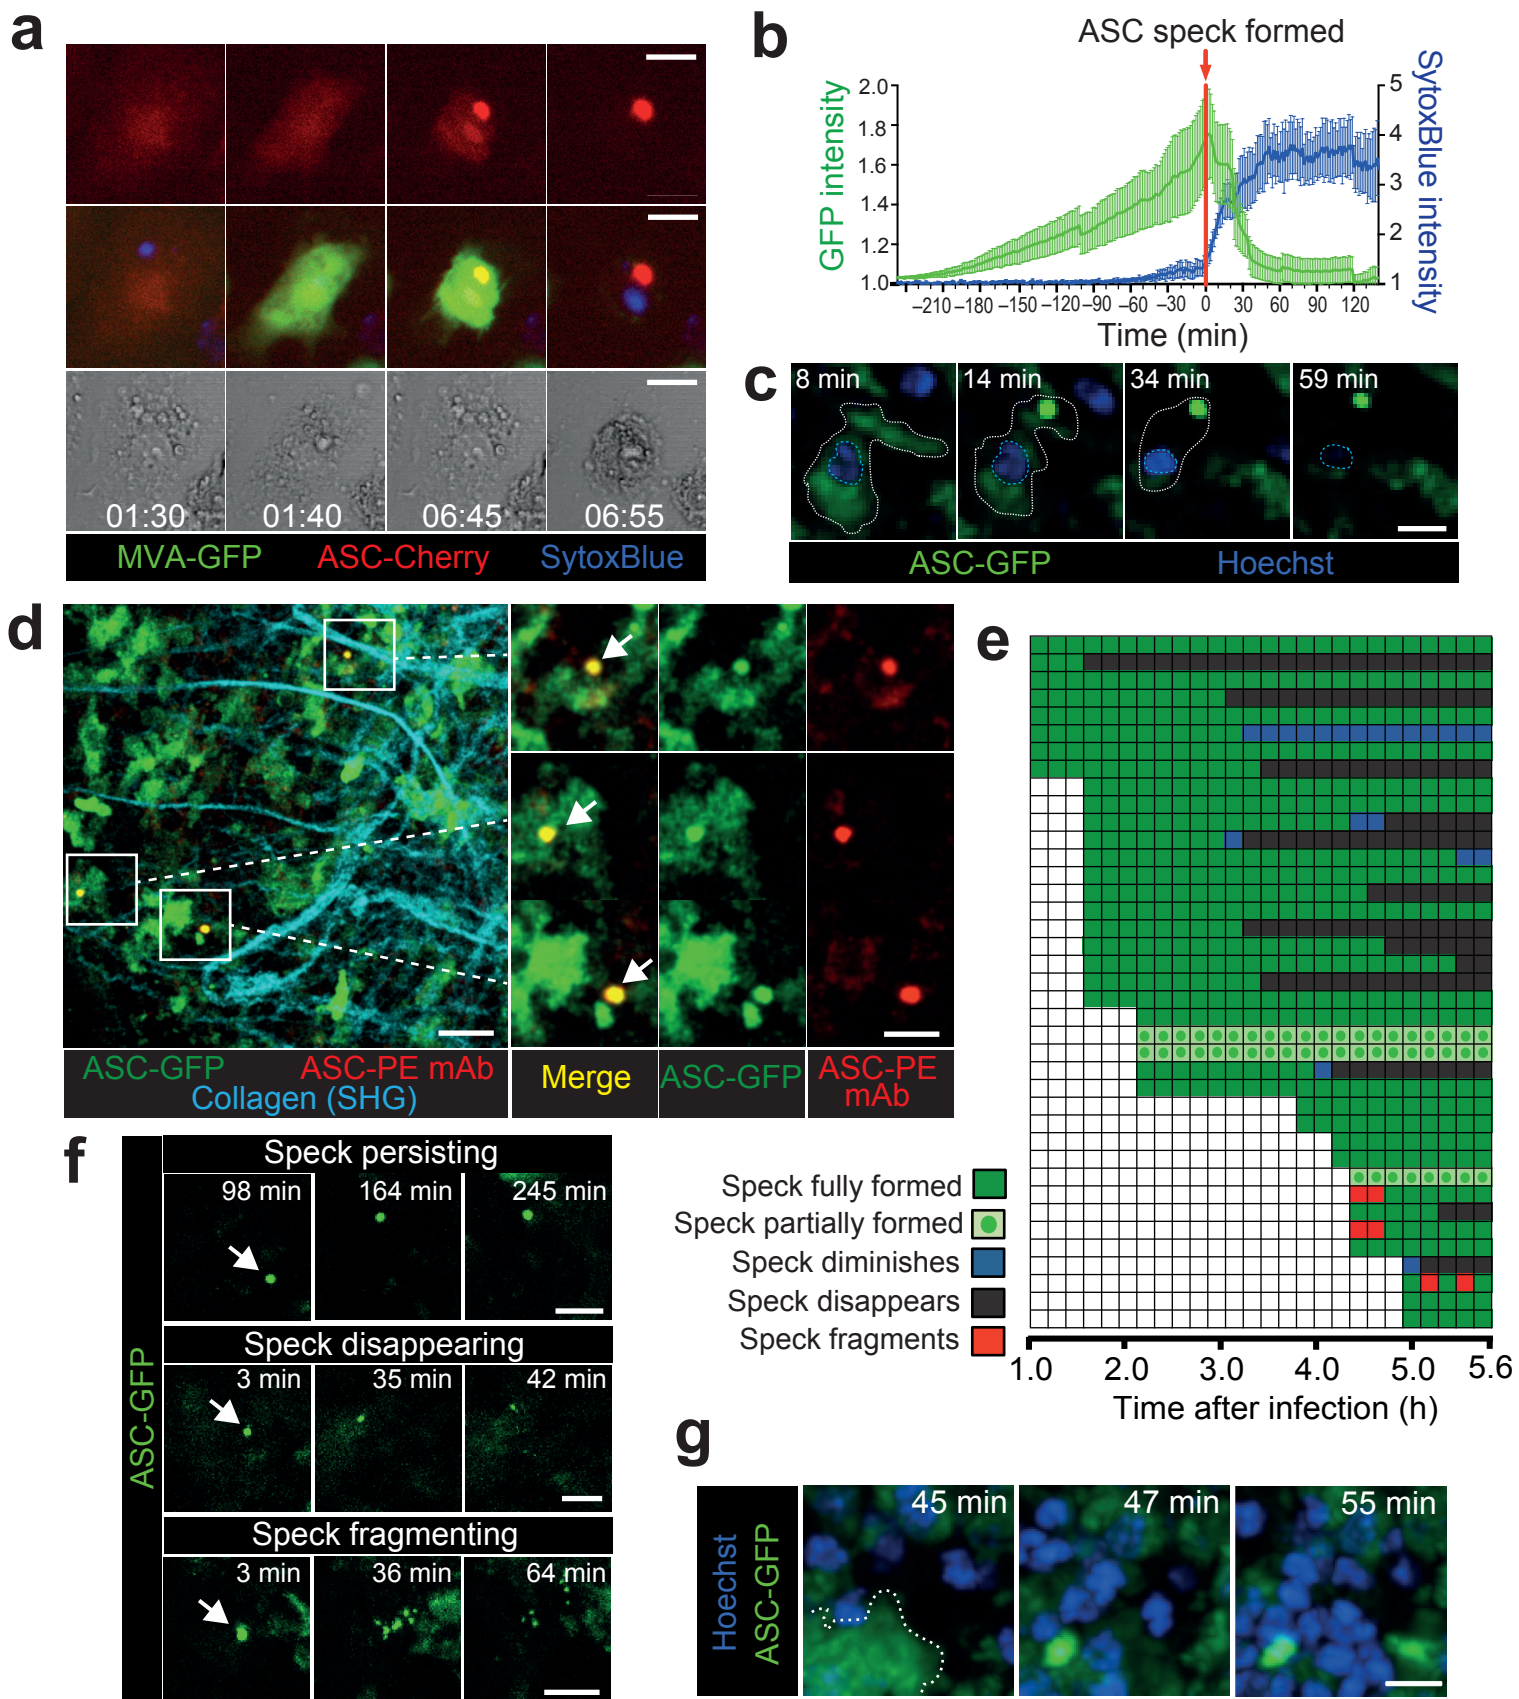 a
01:30
01:40
06:45
06:55
MVA-GFP
ASC-Cherry
SytoxBlue
b
ASC speck formed
GFP intensity
SytoxBlue intensity
2.0
1.8
1.6
1.4
1.2
1.0
5
4
3
2
1
–210
–180
–150
–120
–90
–60
–30
0
30
60
90
120
Time (min)
c
8 min
14 min
34 min
59 min
ASC-GFP
Hoechst
d
ASC-GFP
ASC-PE mAb
Collagen (SHG)
Merge
ASC-GFP
ASC-PE
mAb
e
Speck fully formed
Speck partially formed
Speck diminishes
Speck disappears
Speck fragments
1.0
2.0
3.0
4.0
5.0
5.6
Time after infection (h)
f
ASC-GFP
Speck persisting
98 min
164 min
245 min
Speck disappearing
3 min
35 min
42 min
Speck fragmenting
3 min
36 min
64 min
g
Hoechst
ASC-GFP
45 min
47 min
55 min